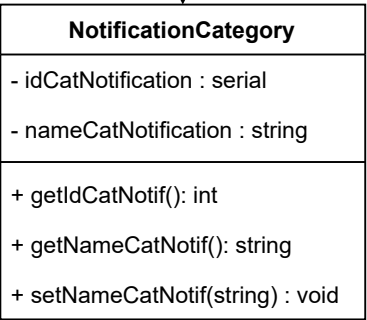 NotificationCategory
- idCatNotification : serial
- nameCatNotification : string
+ getIdCatNotif(): int
+ getNameCatNotif(): string
+ setNameCatNotif(string) : void